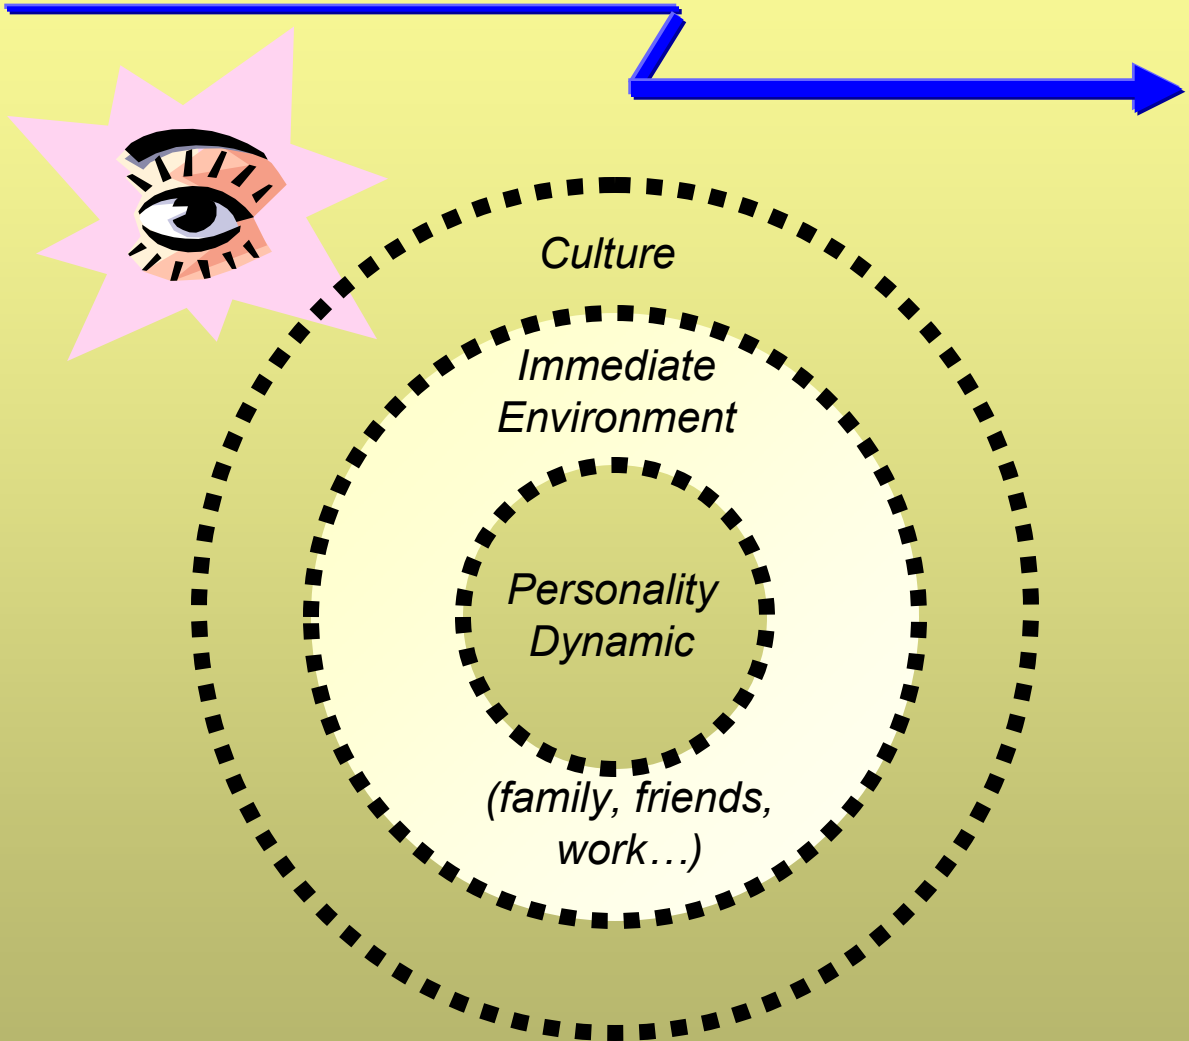 Culture
Immediate
Environment
Personality
Dynamic
(family, friends,
work…)